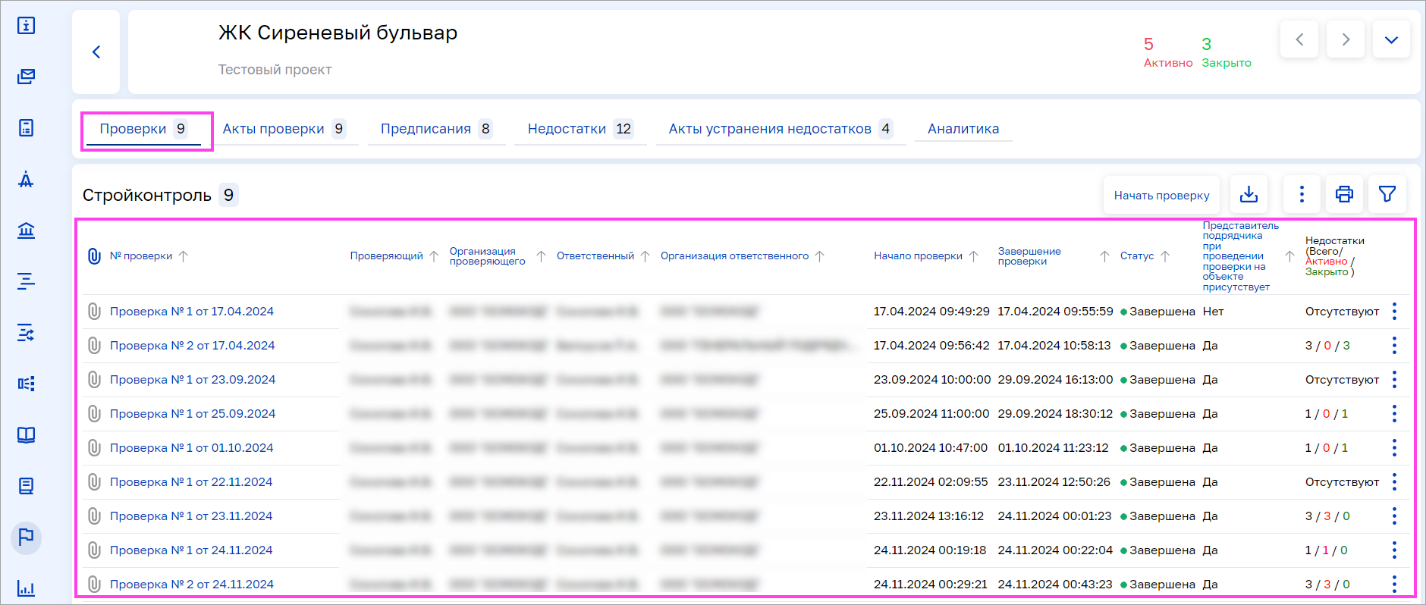 ЖК Сиреневый бульвар
Тестовый проект
5 3
Активно Закрыто
Проверки 9 Акты проверки 9 Предписания 8 Недостатки 12 Акты устранения недостатков 4 Аналитика
Стройконтроль 9 Начать проверку
№ проверки Проверяющий Организация проверяющего Ответственный Организация ответственного Начало проверки Завершение проверки Статус Представитель подрядчика при проведении проверки на объекте присутствует Недостатки (Всего/ Активно / Закрыто )
Проверка № 1 от 17.04.2024 17.04.2024 09:49:29 17.04.2024 09:55:59 Завершена Нет Отсутствуют
Проверка № 2 от 17.04.2024 17.04.2024 09:56:42 17.04.2024 10:58:13 Завершена Да 3 / 0 / 3
Проверка № 1 от 23.09.2024 23.09.2024 10:00:00 29.09.2024 16:13:00 Завершена Да Отсутствуют
Проверка № 1 от 25.09.2024 25.09.2024 11:00:00 29.09.2024 18:30:12 Завершена Да 1 / 0 / 1
Проверка № 1 от 01.10.2024 01.10.2024 10:47:00 01.10.2024 11:23:12 Завершена Да 1 / 0 / 1
Проверка № 1 от 22.11.2024 22.11.2024 02:09:55 23.11.2024 12:50:26 Завершена Да Отсутствуют
Проверка № 1 от 23.11.2024 23.11.2024 13:16:12 24.11.2024 00:01:23 Завершена Да 3 / 3 / 0
Проверка № 1 от 24.11.2024 24.11.2024 00:19:18 24.11.2024 00:22:04 Завершена Да 1 / 1 / 0
Проверка № 2 от 24.11.2024 24.11.2024 00:29:21 24.11.2024 00:43:23 Завершена Да 3 / 3 / 0